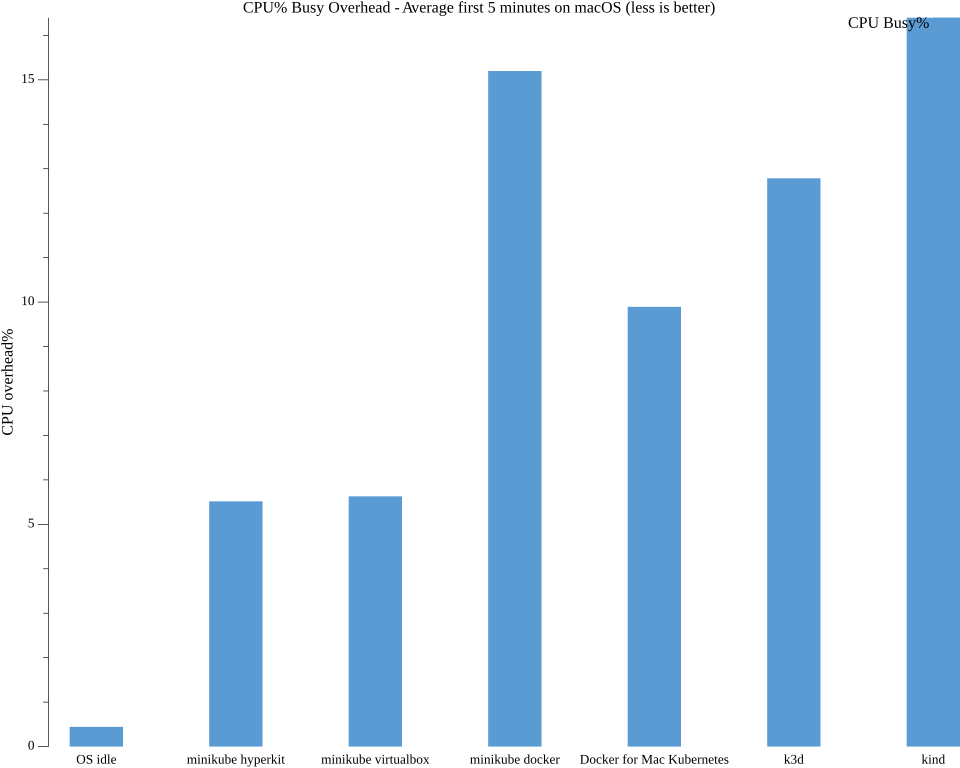 CPU% Busy Overhead - Average first 5 minutes on macOS (less is better)
CPU Busy%
15
10
5
0
CPU overhead%
OS idle
minikube hyperkit
minikube virtualbox
minikube docker
Docker for Mac Kubernetes
k3d
kind